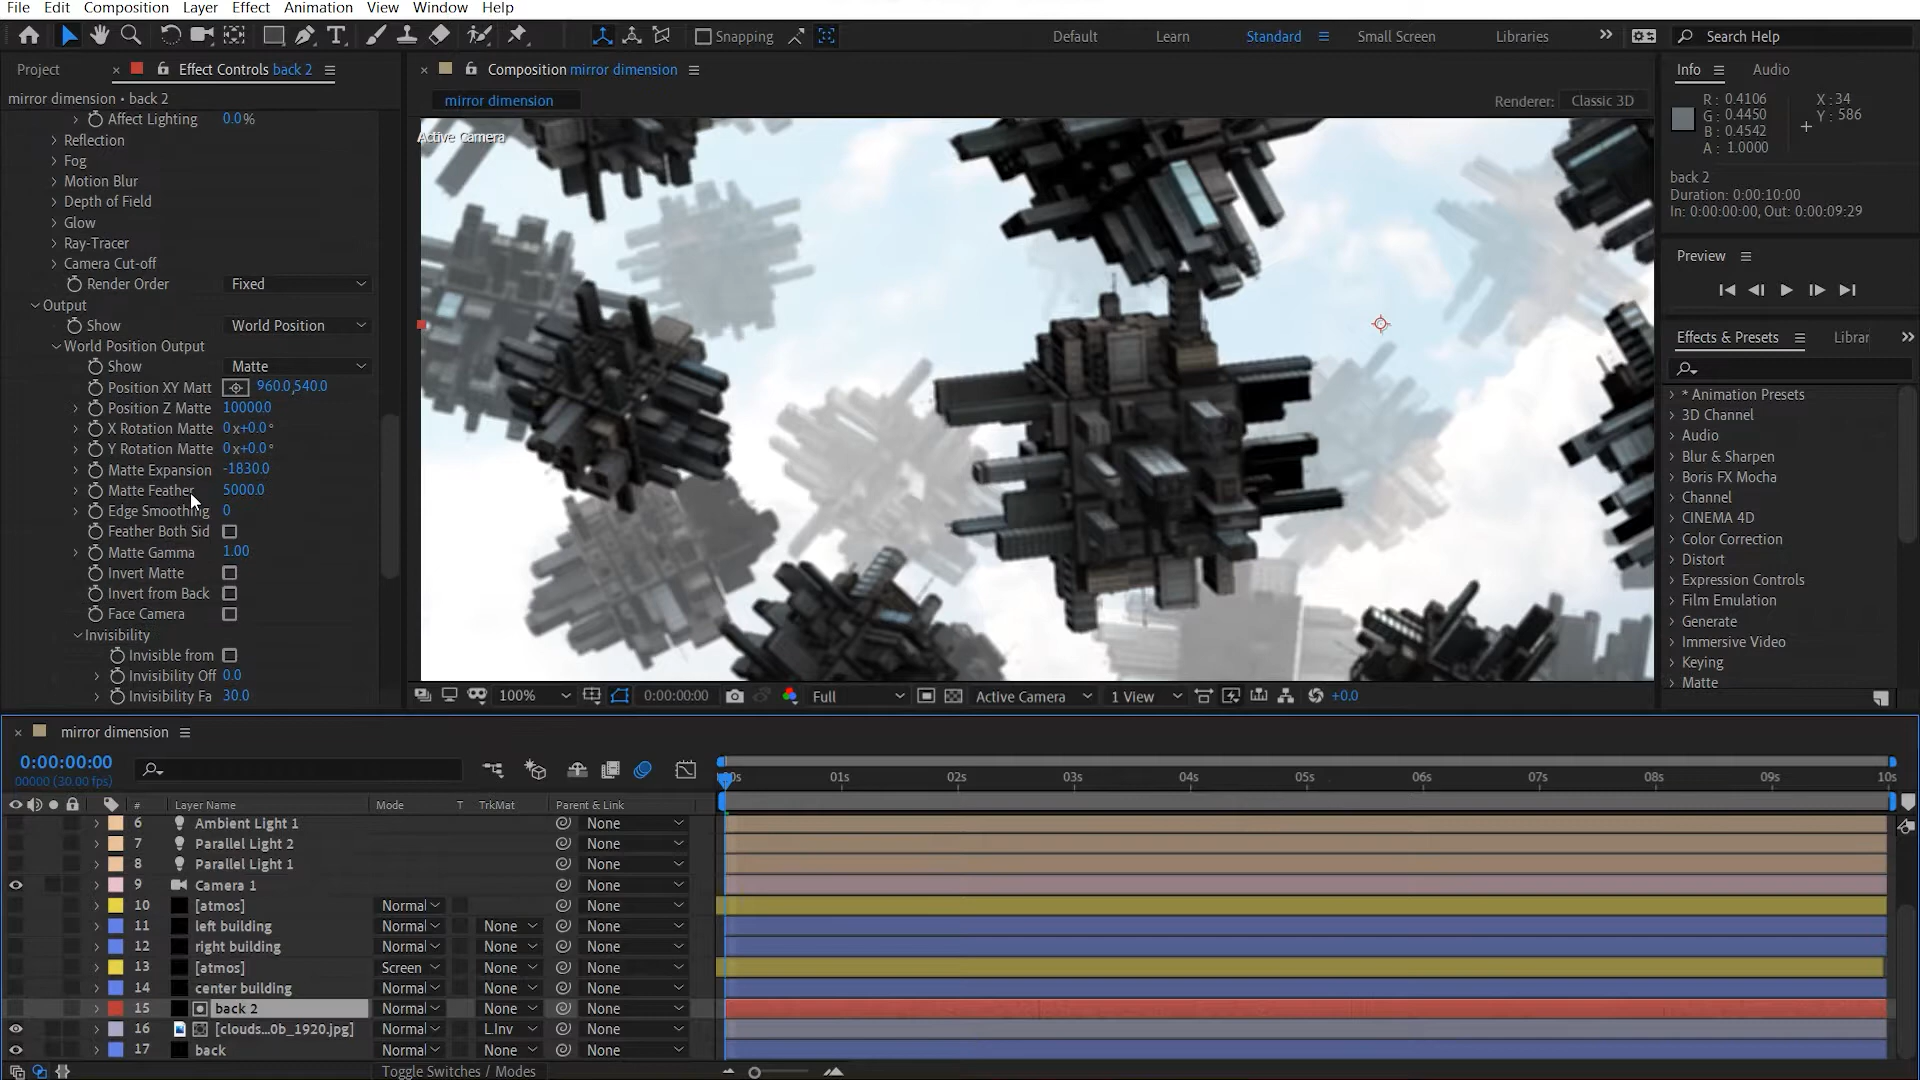 File Edit Composition Layer Effect Animation View Window Help
Snapping Default Learn Standard Small Screen Libraries Search Help
Project Effect Controls back 2
mirror dimension • back 2
Affect Lighting 0.0%
Reflection
Fog
Motion Blur
Depth of Field
Glow
Ray-Tracer
Camera Cut-off
Render Order Fixed
Output
Show World Position
World Position Output
Show Matte
Position XY Matt 960.0,540.0
Position Z Matte 10000.0
X Rotation Matte 0x+0.0°
Y Rotation Matte 0x+0.0°
Matte Expansion -1830.0
Matte Feather 5000.0
Edge Smoothing 0
Feather Both Sid
Matte Gamma 1.00
Invert Matte
Invert from Back
Face Camera
Invisibility
Invisible from
Invisibility Off 0.0
Invisibility Fa 30.0
Composition mirror dimension
mirror dimension
Renderer: Classic 3D
Active Camera
100% 0:00:00:00 Full Active Camera 1 View +0.0
Info Audio
R: 0.4106 X: 34
G: 0.4450 Y: 586
B: 0.4542
A: 1.0000
back 2
Duration: 0:00:10:00
In: 0:00:00:00, Out: 0:00:09:29
Preview
Effects & Presets Librar
* Animation Presets
3D Channel
Audio
Blur & Sharpen
Boris FX Mocha
Channel
CINEMA 4D
Color Correction
Distort
Expression Controls
Film Emulation
Generate
Immersive Video
Keying
Matte
mirror dimension
0:00:00:00
00000 (30.00 fps)
00s 01s 02s 03s 04s 05s 06s 07s 08s 09s 10s
# Layer Name Mode T TrkMat Parent & Link
6 Ambient Light 1 None
7 Parallel Light 2 None
8 Parallel Light 1 None
9 Camera 1 None
10 [atmos] Normal None
11 left building Normal None None
12 right building Normal None None
13 [atmos] Screen None None
14 center building Normal None None
15 back 2 Normal None None
16 [clouds...0b_1920.jpg] Normal L.Inv None
17 back Normal None None
Toggle Switches / Modes